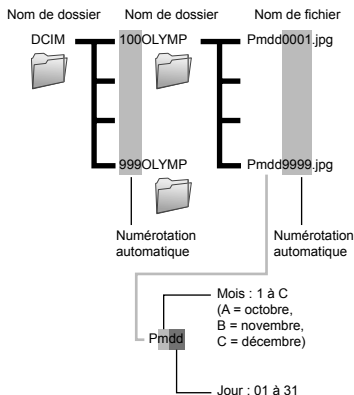 Nom de dossier Nom de dossier Nom de fichier
DCIM 100OLYMP Pmdd0001.jpg
999OLYMP Pmdd9999.jpg
Numérotation
automatique
Numérotation
automatique
Mois : 1 à C
(A = octobre,
B = novembre,
C = décembre)
Pmdd
Jour : 01 à 31